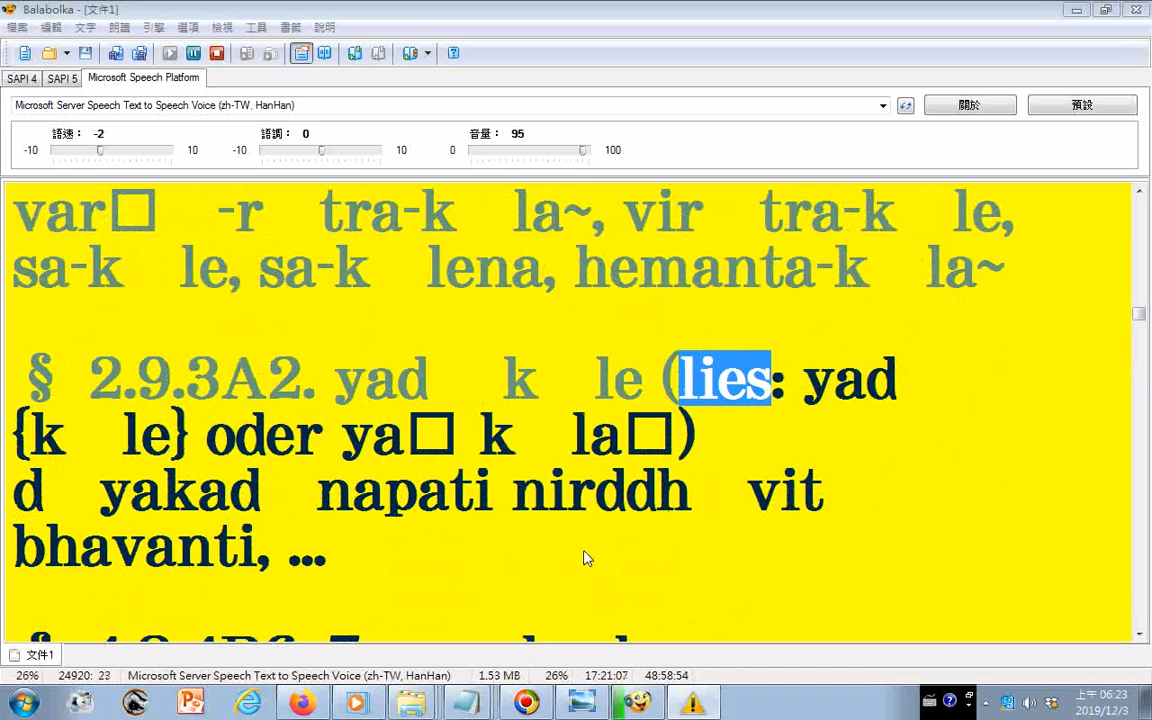 Balabolka - [文件1]
檔案 編輯 文字 朗讀 引擎 選項 檢視 工具 書籤 說明
SAPI 4 SAPI 5 Microsoft Speech Platform
Microsoft Server Speech Text to Speech Voice (zh-TW, HanHan)
關於 預設
語速： -2 語調： 0 音量： 95
-10 10 -10 10 0 100
var□ -r tra-k la~, vir tra-k le,
sa-k le, sa-k lena, hemanta-k la~
§ 2.9.3A2. yad k le (lies: yad
{k le} oder ya□ k la□)
d yakad napati nirddh vit
bhavanti, ...
文件1
26% 24920: 23 Microsoft Server Speech Text to Speech Voice (zh-TW, HanHan) 1.53 MB 26% 17:21:07 48:58:54
上午 06:23
2019/12/3